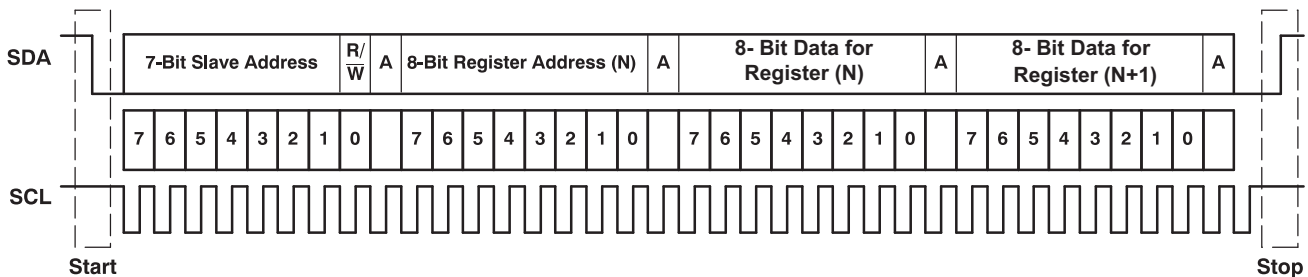 SDA
7-Bit Slave Address
R/
W
A
8-Bit Register Address (N)
A
8- Bit Data for
Register (N)
A
8- Bit Data for
Register (N+1)
A
7 6 5 4 3 2 1 0 7 6 5 4 3 2 1 0 7 6 5 4 3 2 1 0 7 6 5 4 3 2 1 0
SCL
Start
Stop